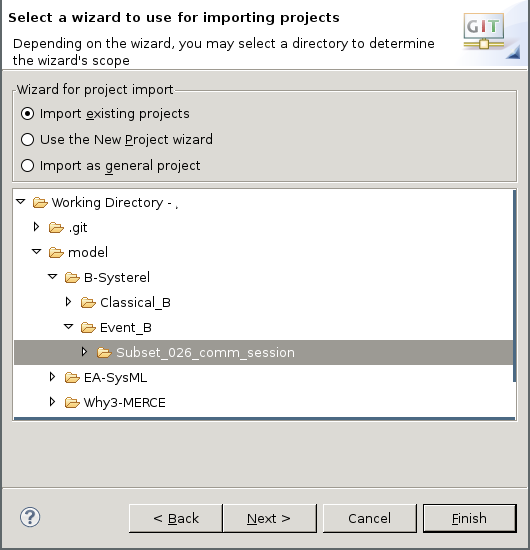 Select a wizard to use for importing projects
Depending on the wizard, you may select a directory to determine
the wizard's scope
GIT
Wizard for project import
Import existing projects
Use the New Project wizard
Import as general project
Working Directory - ,
.git
model
B-Systerel
Classical_B
Event_B
Subset_026_comm_session
EA-SysML
Why3-MERCE
?
< Back
Next >
Cancel
Finish